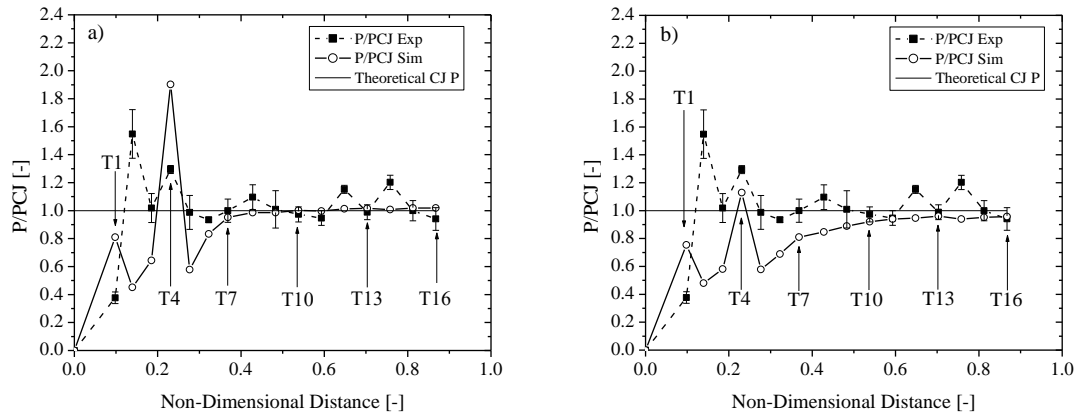 a)
P/PCJ Exp
P/PCJ Sim
Theoretical CJ P
2.4
2.2
2.0
1.8
1.6
1.4
1.2
1.0
0.8
0.6
0.4
0.2
0.0
P/PCJ [-]
T1
T4
T7
T10
T13
T16
0.0
0.2
0.4
0.6
0.8
1.0
Non-Dimensional Distance [-]
b)
P/PCJ Exp
P/PCJ Sim
Theoretical CJ P
2.4
2.2
2.0
1.8
1.6
1.4
1.2
1.0
0.8
0.6
0.4
0.2
0.0
P/PCJ [-]
T1
T4
T7
T10
T13
T16
0.0
0.2
0.4
0.6
0.8
1.0
Non-Dimensional Distance [-]